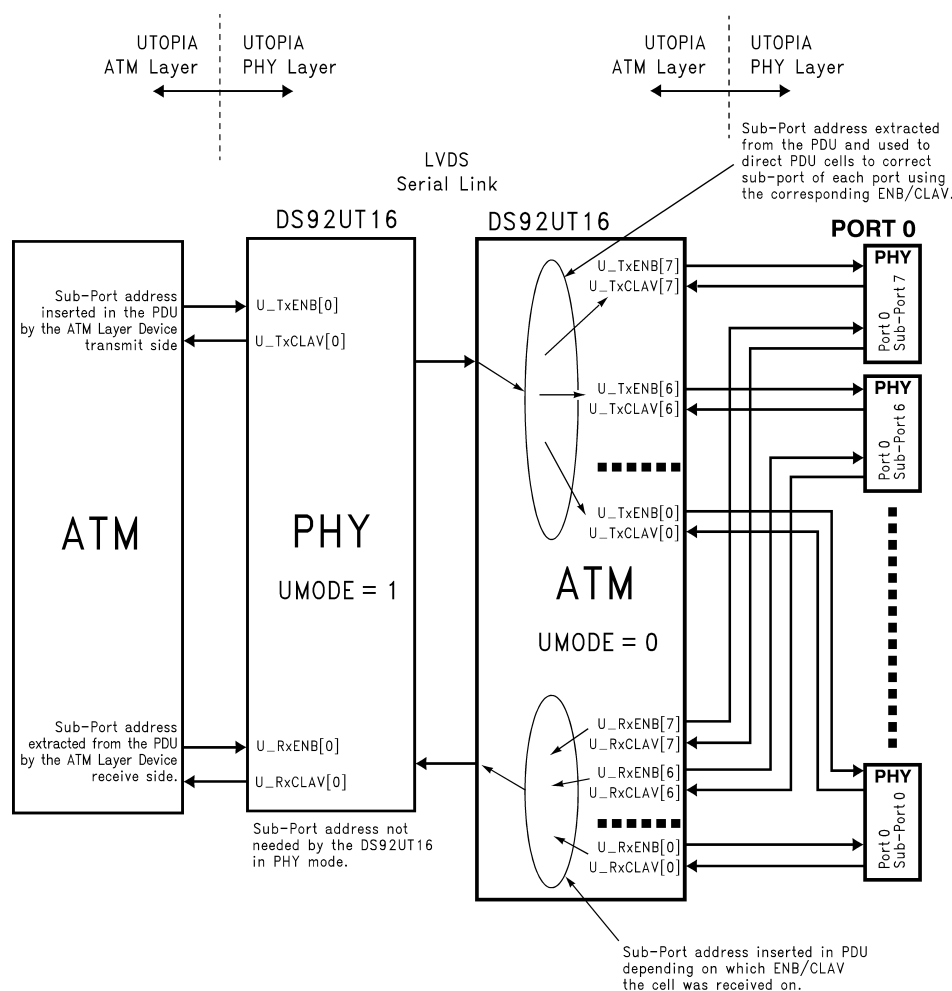 UTOPIA
ATM Layer
UTOPIA
PHY Layer
UTOPIA
ATM Layer
UTOPIA
PHY Layer
Sub-Port address extracted
from the PDU and used to
direct PDU cells to correct
sub-port of each port using
the corresponding ENB/CLAV.
LVDS
Serial Link
DS92UT16
DS92UT16
PORT 0
Sub-Port address
inserted in the PDU
by the ATM Layer Device
transmit side
ATM
Sub-Port address
extracted from the PDU
by the ATM Layer Device
receive side.
U_TxENB[0]
U_TxCLAV[0]
PHY
UMODE = 1
U_RxENB[0]
U_RxCLAV[0]
Sub-Port address not
needed by the DS92UT16
in PHY mode.
U_TxENB[7]
U_TxCLAV[7]
U_TxENB[6]
U_TxCLAV[6]
U_TxENB[0]
U_TxCLAV[0]
ATM
UMODE = 0
U_RxENB[7]
U_RxCLAV[7]
U_RxENB[6]
U_RxCLAV[6]
U_RxENB[0]
U_RxCLAV[0]
PHY
Port 0
Sub-Port 7
PHY
Port 0
Sub-Port 6
PHY
Port 0
Sub-Port 0
Sub-Port address inserted in PDU
depending on which ENB/CLAV
the cell was received on.